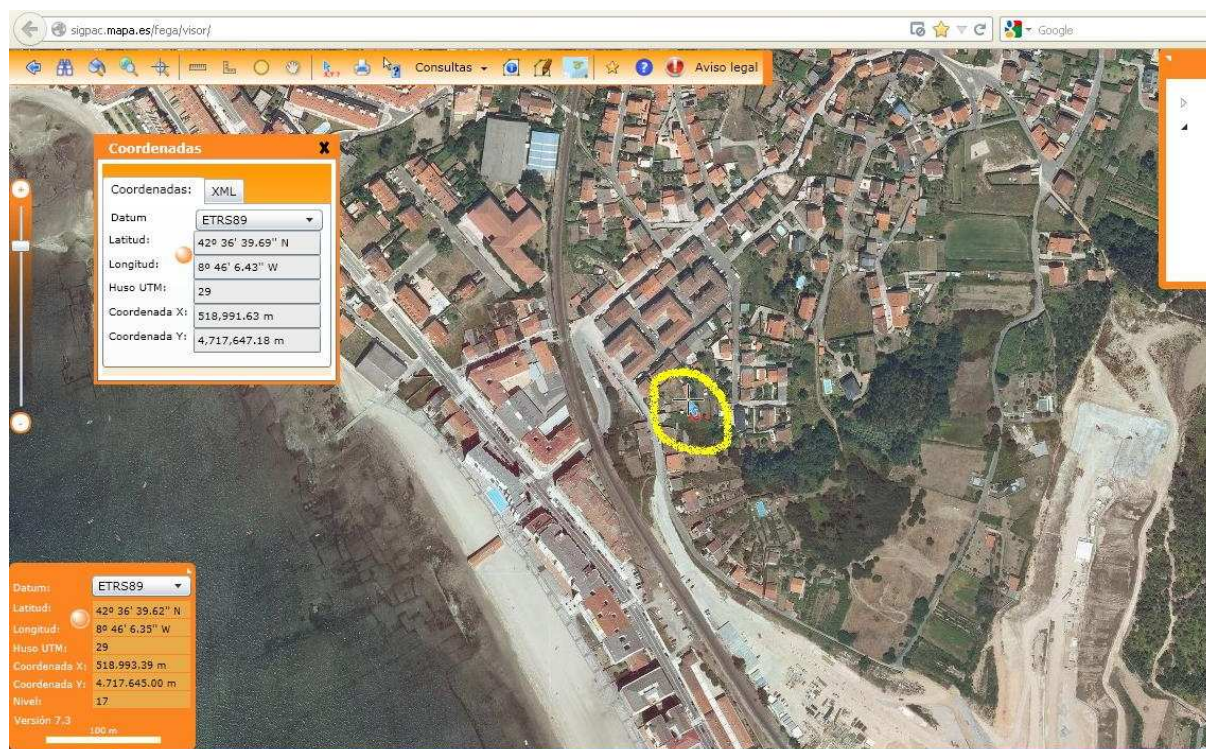 sigpac.mapa.es/fega/visor/
Google
Consultas
Aviso legal
Coordenadas
X
Coordenadas:
XML
Datum
ETRS89
Latitud:
42º 36' 39.69" N
Longitud:
8º 46' 6.43" W
Huso UTM:
29
Coordenada X:
518,991.63 m
Coordenada Y:
4,717,647.18 m
Datum:
ETRS89
Latitud:
42º 36' 39.62" N
Longitud:
8º 46' 6.35" W
Huso UTM:
29
Coordenada X:
518.993.39 m
Coordenada Y:
4.717.645.00 m
Nivel:
17
Versión 7.3
100 m